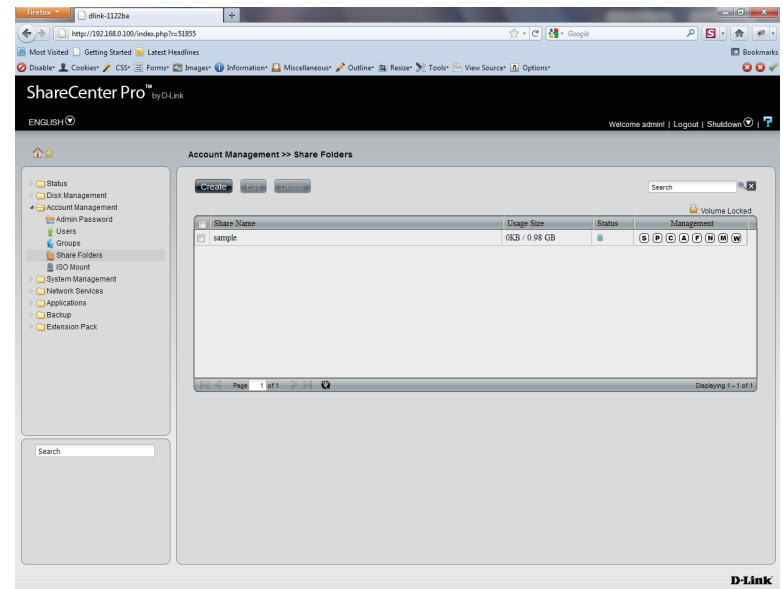 Firefox
dlink-1122ba
http://192.168.0.100/index.php?r=51855
Google
Most Visited Getting Started Latest Headlines
Bookmarks
Disable Cookies CSS Forms Images Information Miscellaneous Outline Resize Tools View Source Options
ShareCenter Pro™ by D-Link
ENGLISH
Welcome admin! | Logout | Shutdown | ?
Account Management >> Share Folders
Status
Disk Management
Account Management
Admin Password
Users
Groups
Share Folders
ISO Mount
System Management
Network Services
Applications
Backup
Extension Pack
Search
Create Edit Delete
Search
: Volume Locked
Share Name Usage Size Status Management
sample 0KB / 0.98 GB S P C A F N M W
Page 1 of 1
Displaying 1 - 1 of 1
D-Link